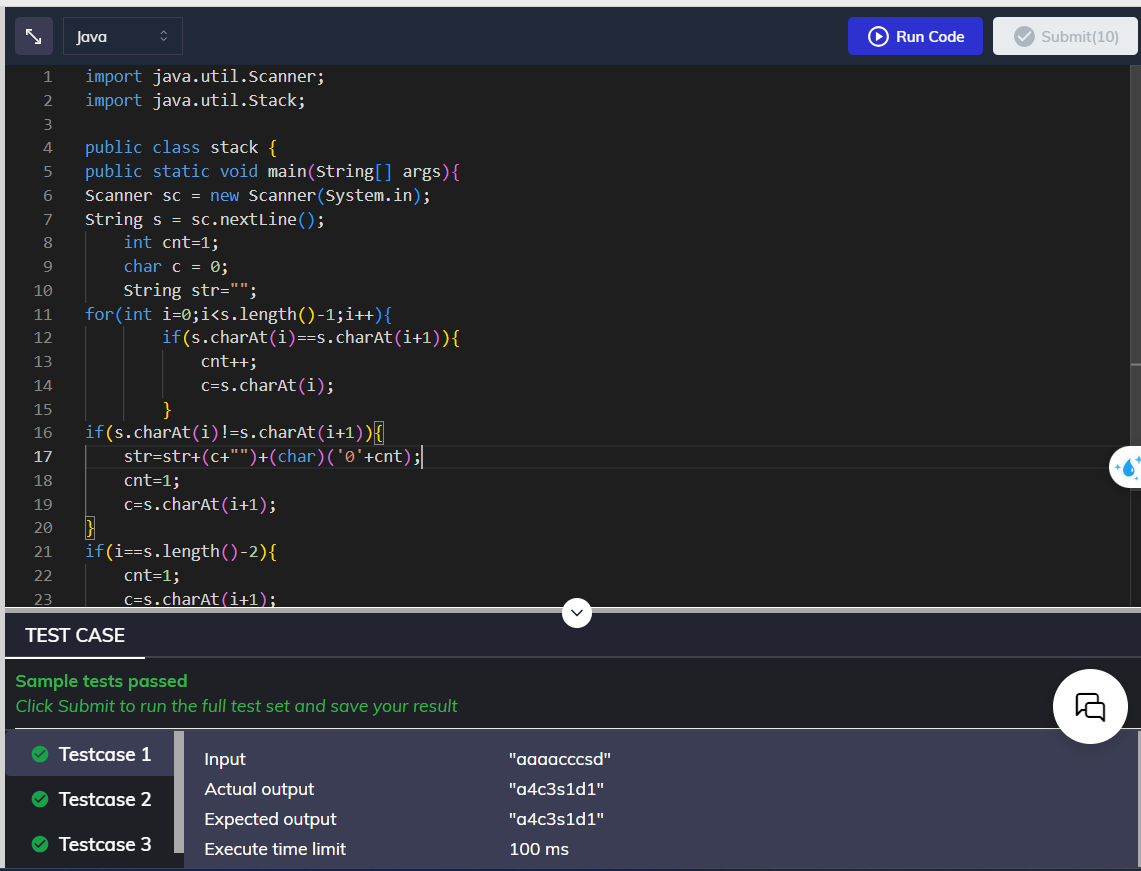 Java
Run Code
Submit(10)
1 import java.util.Scanner;
2 import java.util.Stack;
3
4 public class stack {
5 public static void main(String[] args){
6 Scanner sc = new Scanner(System.in);
7 String s = sc.nextLine();
8 int cnt=1;
9 char c = 0;
10 String str="";
11 for(int i=0;i<s.length()-1;i++){
12 if(s.charAt(i)==s.charAt(i+1)){
13 cnt++;
14 c=s.charAt(i);
15 }
16 if(s.charAt(i)!=s.charAt(i+1)){
17 str=str+(c+"")+(char)('0'+cnt);
18 cnt=1;
19 c=s.charAt(i+1);
20 }
21 if(i==s.length()-2){
22 cnt=1;
23 c=s.charAt(i+1);
TEST CASE
Sample tests passed
Click Submit to run the full test set and save your result
Testcase 1
Testcase 2
Testcase 3
Input "aaaacccsd"
Actual output "a4c3s1d1"
Expected output "a4c3s1d1"
Execute time limit 100 ms